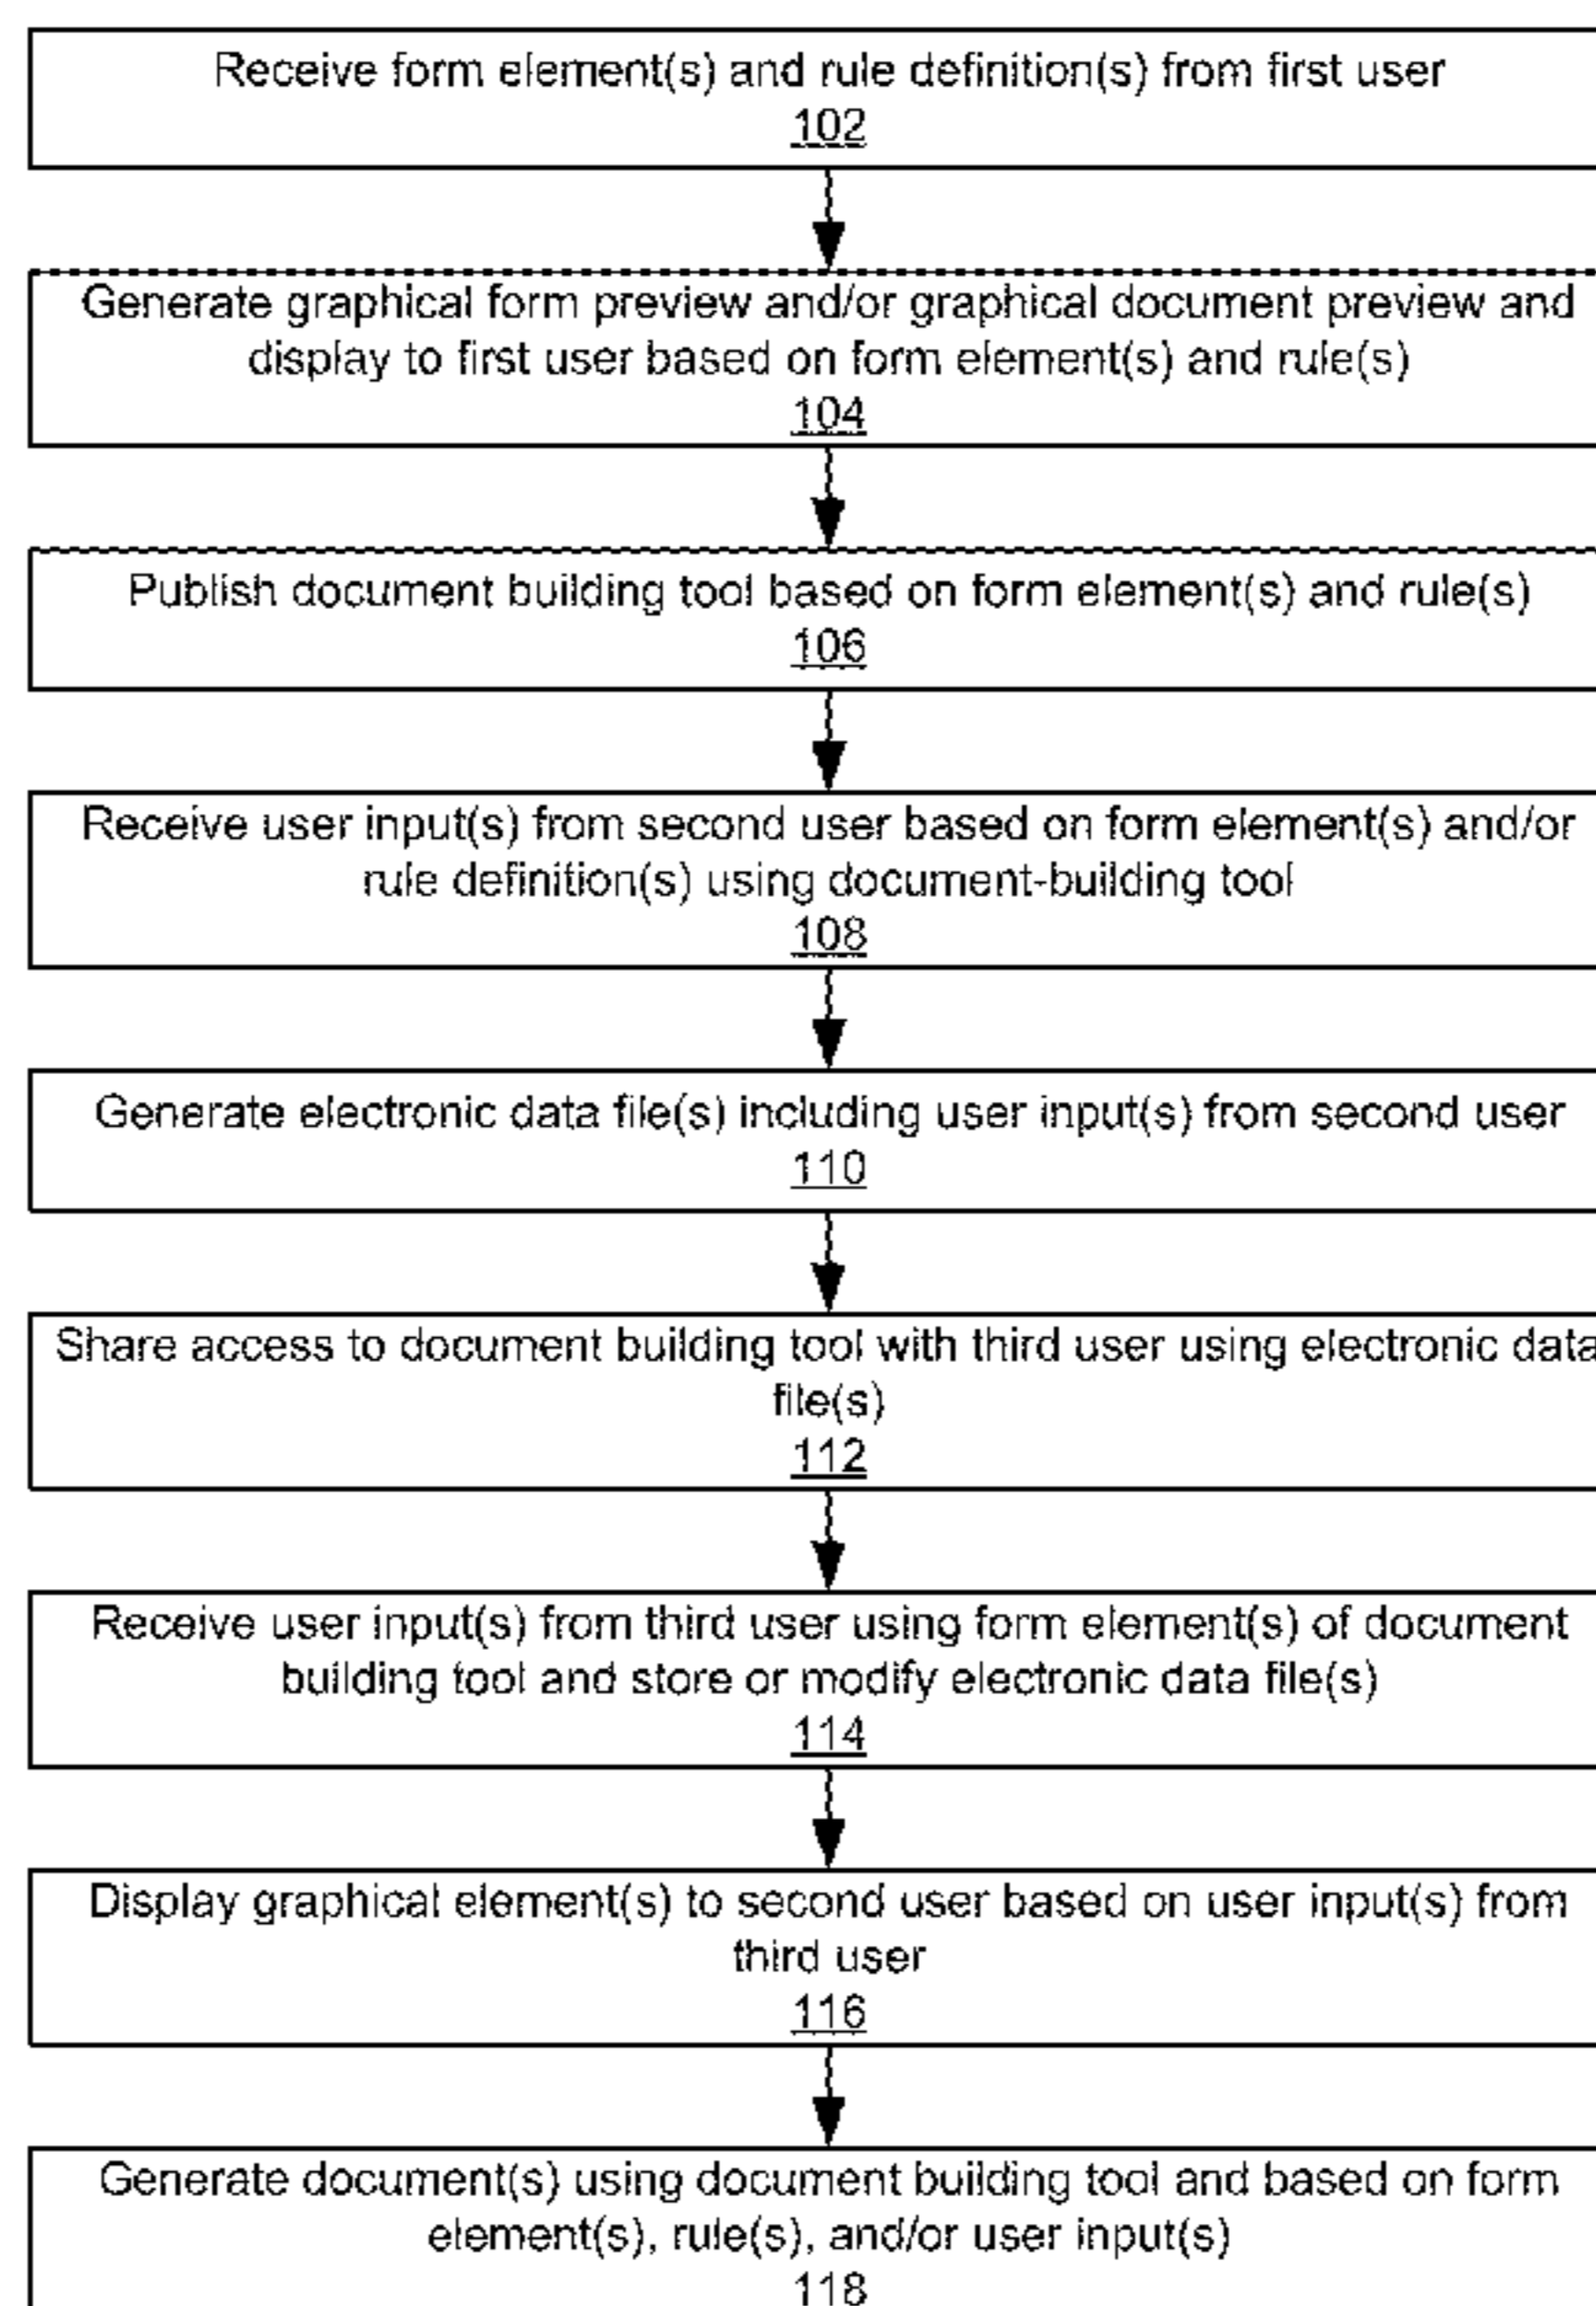 Receive form element(s) and rule definition(s) from first user
102
Generate graphical form preview and/or graphical document preview and
display to first user based on form element(s) and rule(s)
104
Publish document building tool based on form element(s) and rule(s)
106
Receive user input(s) from second user based on form element(s) and/or
rule definition(s) using document-building tool
108
Generate electronic data file(s) including user input(s) from second user
110
Share access to document building tool with third user using electronic data
file(s)
112
Receive user input(s) from third user using form element(s) of document
building tool and store or modify electronic data file(s)
114
Display graphical element(s) to second user based on user input(s) from
third user
116
Generate document(s) using document building tool and based on form
element(s), rule(s), and/or user input(s)
118